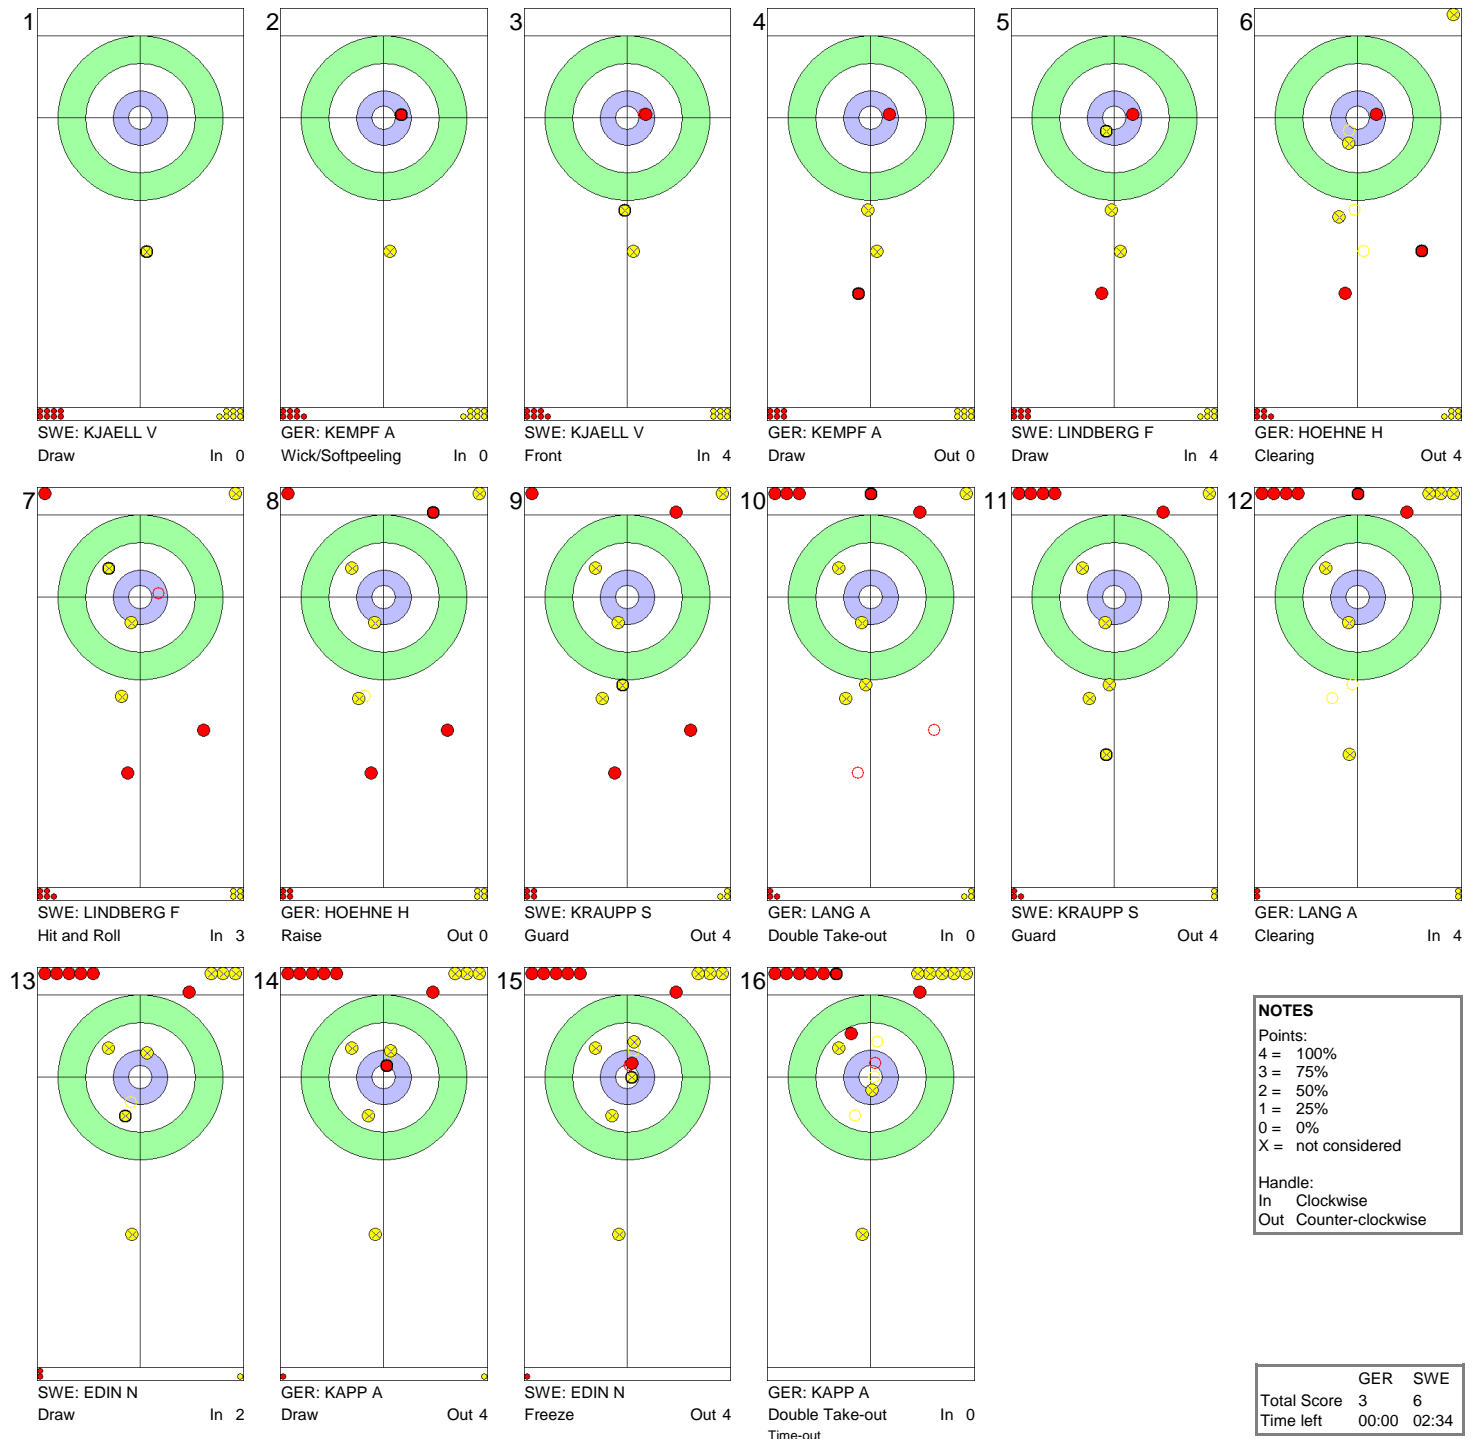 1
SWE: KJAELL V
Draw In 0
2
GER: KEMPF A
Wick/Softpeeling In 0
3
SWE: KJAELL V
Front In 4
4
GER: KEMPF A
Draw Out 0
5
SWE: LINDBERG F
Draw In 4
6
GER: HOEHNE H
Clearing Out 4
7
SWE: LINDBERG F
Hit and Roll In 3
8
GER: HOEHNE H
Raise Out 0
9
SWE: KRAUPP S
Guard Out 4
10
GER: LANG A
Double Take-out In 0
11
SWE: KRAUPP S
Guard Out 4
12
GER: LANG A
Clearing In 4
13
SWE: EDIN N
Draw In 2
14
GER: KAPP A
Draw Out 4
15
SWE: EDIN N
Freeze Out 4
16
GER: KAPP A
Double Take-out In 0
Time-out
NOTES
Points:
4 = 100%
3 = 75%
2 = 50%
1 = 25%
0 = 0%
X = not considered
Handle:
In Clockwise
Out Counter-clockwise
GER SWE
Total Score 3 6
Time left 00:00 02:34